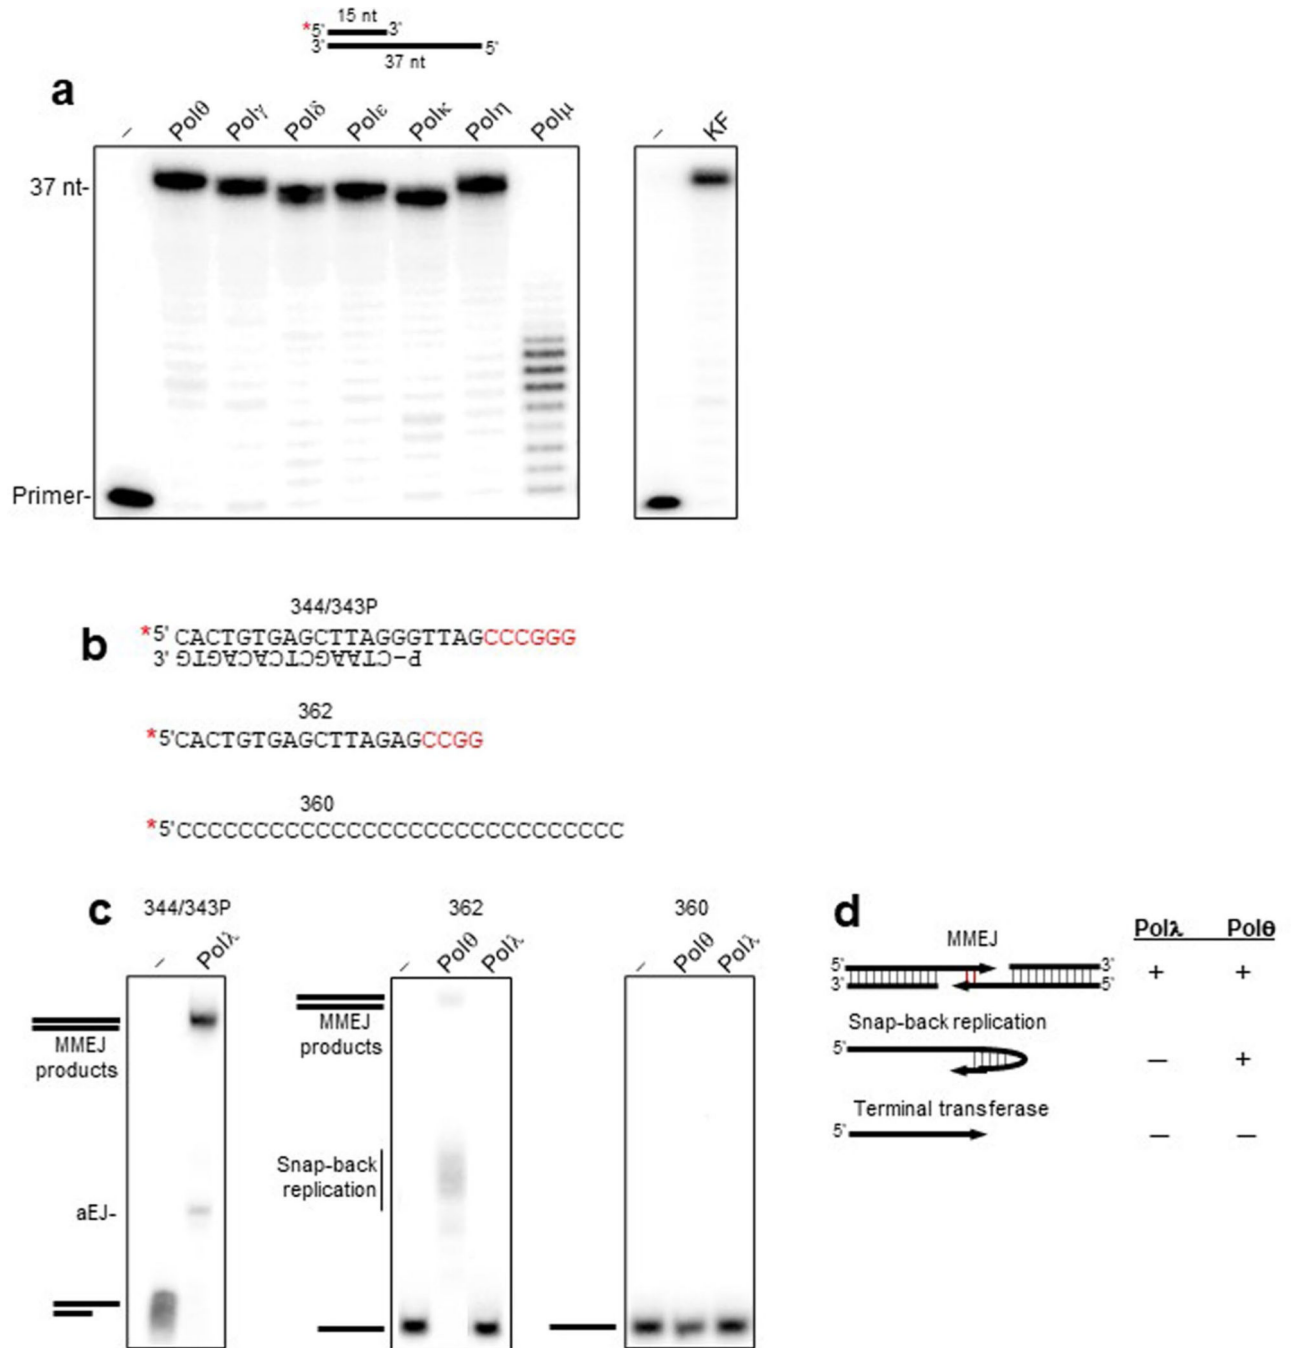 15 nt
*5' 3'
3' 5'
37 nt
a
– Polθ Polγ Polδ Polε Polκ Polη Polμ – KF
37 nt-
Primer-
b
344/343P
*5' CACTGTGAGCTTAGGGTTAGCCCGGG
3' GTGACACTCGAATC-P
362
*5'CACTGTGAGCTTAGAGCCGG
360
*5'CCCCCCCCCCCCCCCCCCCCCCCCCCCCC
c
344/343P
– Polλ
MMEJ
products
aEJ-
362
– Polθ Polλ
MMEJ
products
Snap-back
replication
360
– Polθ Polλ
d
Polλ Polθ
MMEJ
5' 3'
3' 5'
+ +
Snap-back replication
5'
– +
Terminal transferase
5'
– –